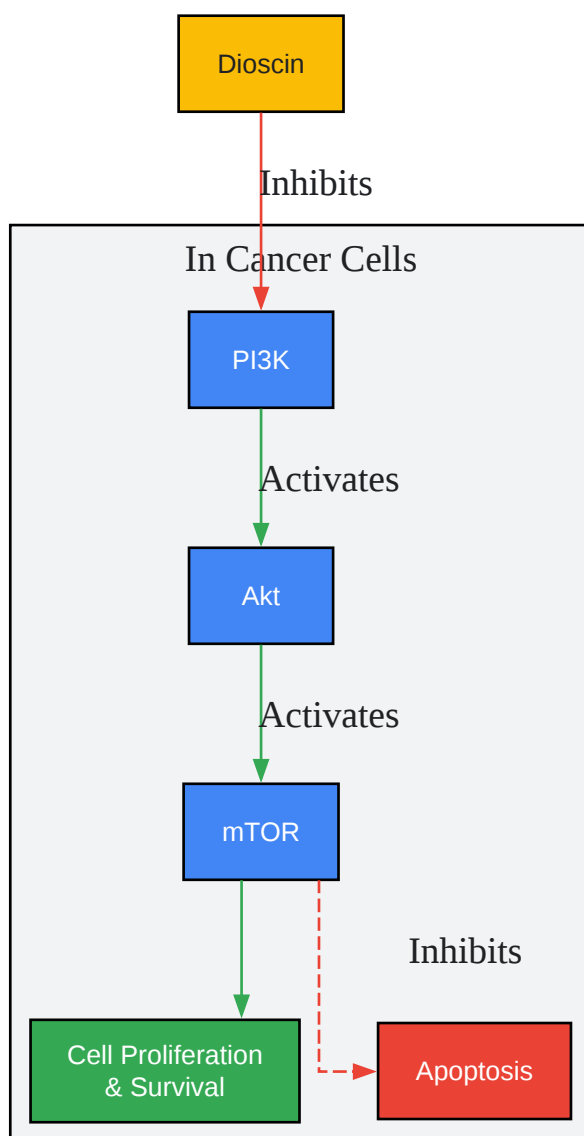 Dioscin
Inhibits
In Cancer Cells
PI3K
Activates
Akt
Activates
mTOR
Inhibits
Cell Proliferation
& Survival
Apoptosis